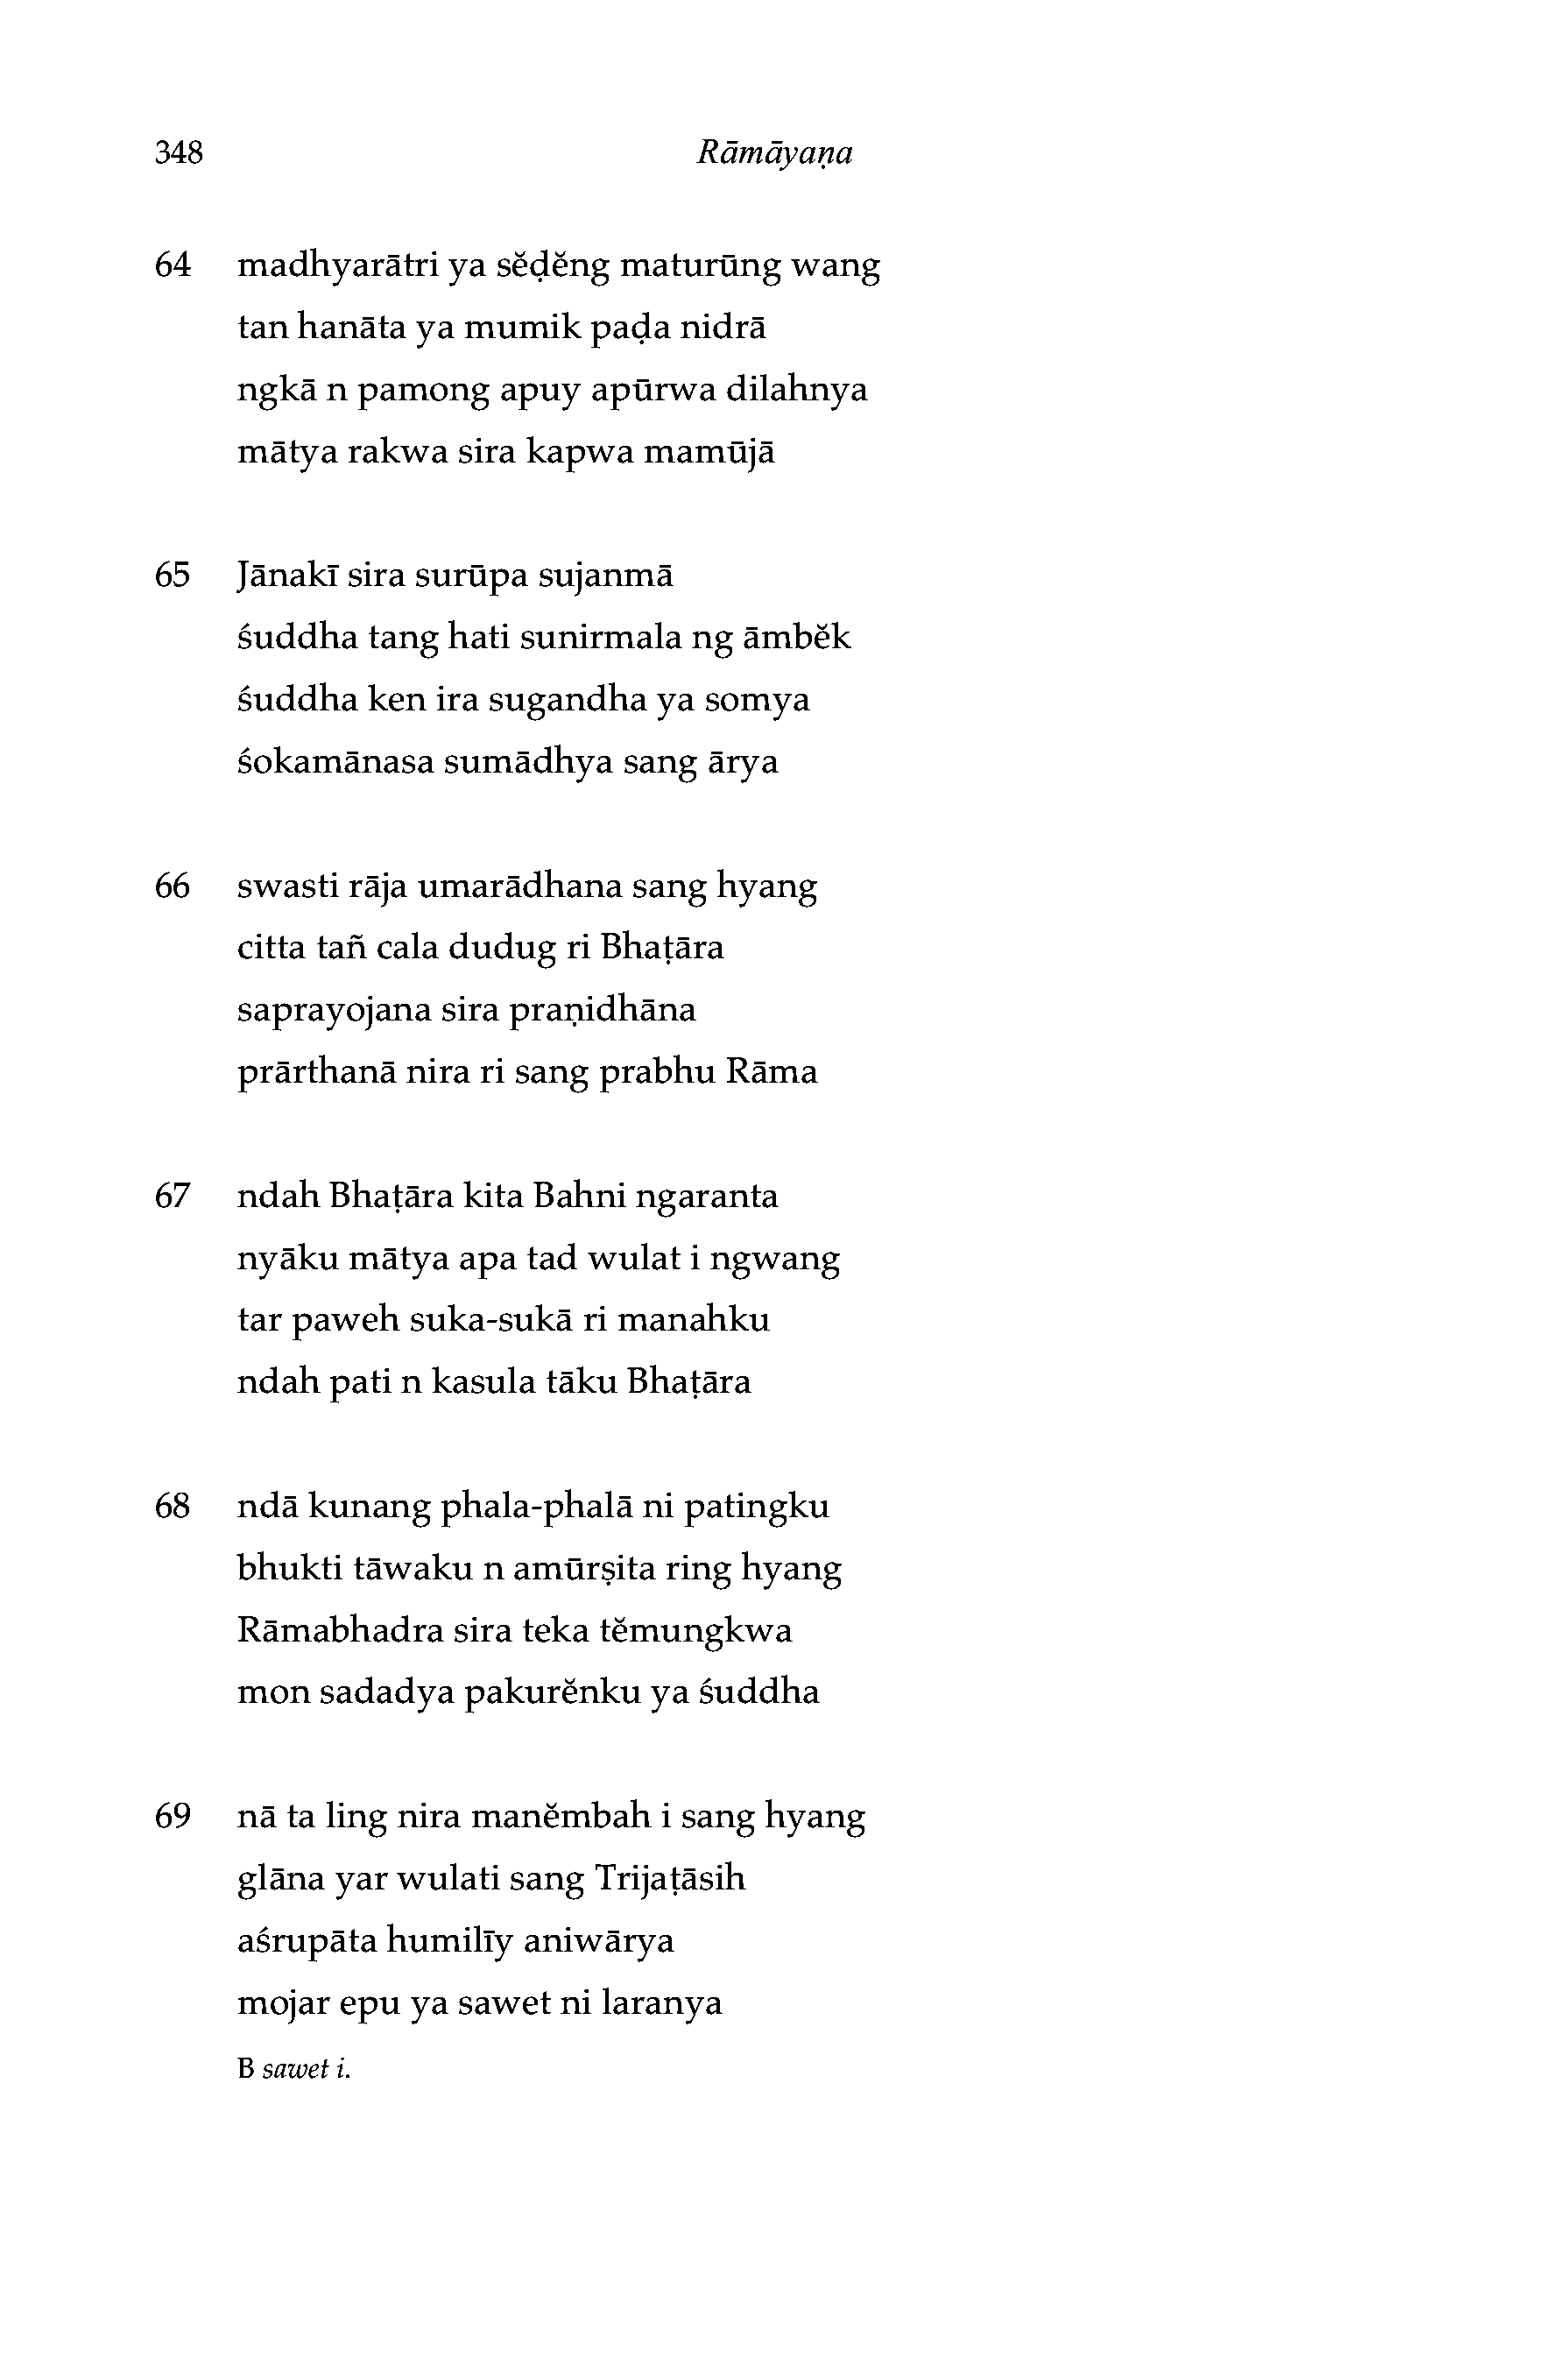 348 Rāmāyaṇa
64 madhyarātri ya sĕḍĕng maturūng wang
tan hanāta ya mumik paḍa nidrā
ngkā n pamong apuy apūrwa dilahnya
mātya rakwa sira kapwa mamūjā
65 Jānakī sira surūpa sujanmā
śuddha tang hati sunirmala ng āmbĕk
śuddha ken ira sugandha ya somya
śokamānasa sumādhya sang ārya
66 swasti rāja umarādhana sang hyang
citta tañ cala dudug ri Bhaṭāra
saprayojana sira praṇidhāna
prārthanā nira ri sang prabhu Rāma
67 ndah Bhaṭāra kita Bahni ngaranta
nyāku mātya apa tad wulat i ngwang
tar paweh suka-sukā ri manahku
ndah pati n kasula tāku Bhaṭāra
68 ndā kunang phala-phalā ni patingku
bhukti tāwaku n amūrṣita ring hyang
Rāmabhadra sira teka tĕmungkwa
mon sadadya pakurĕnku ya śuddha
69 nā ta ling nira manĕmbah i sang hyang
glāna yar wulati sang Trijaṭāsih
aśrupāta humilīy aniwārya
mojar epu ya sawet ni laranya
B sawet i.